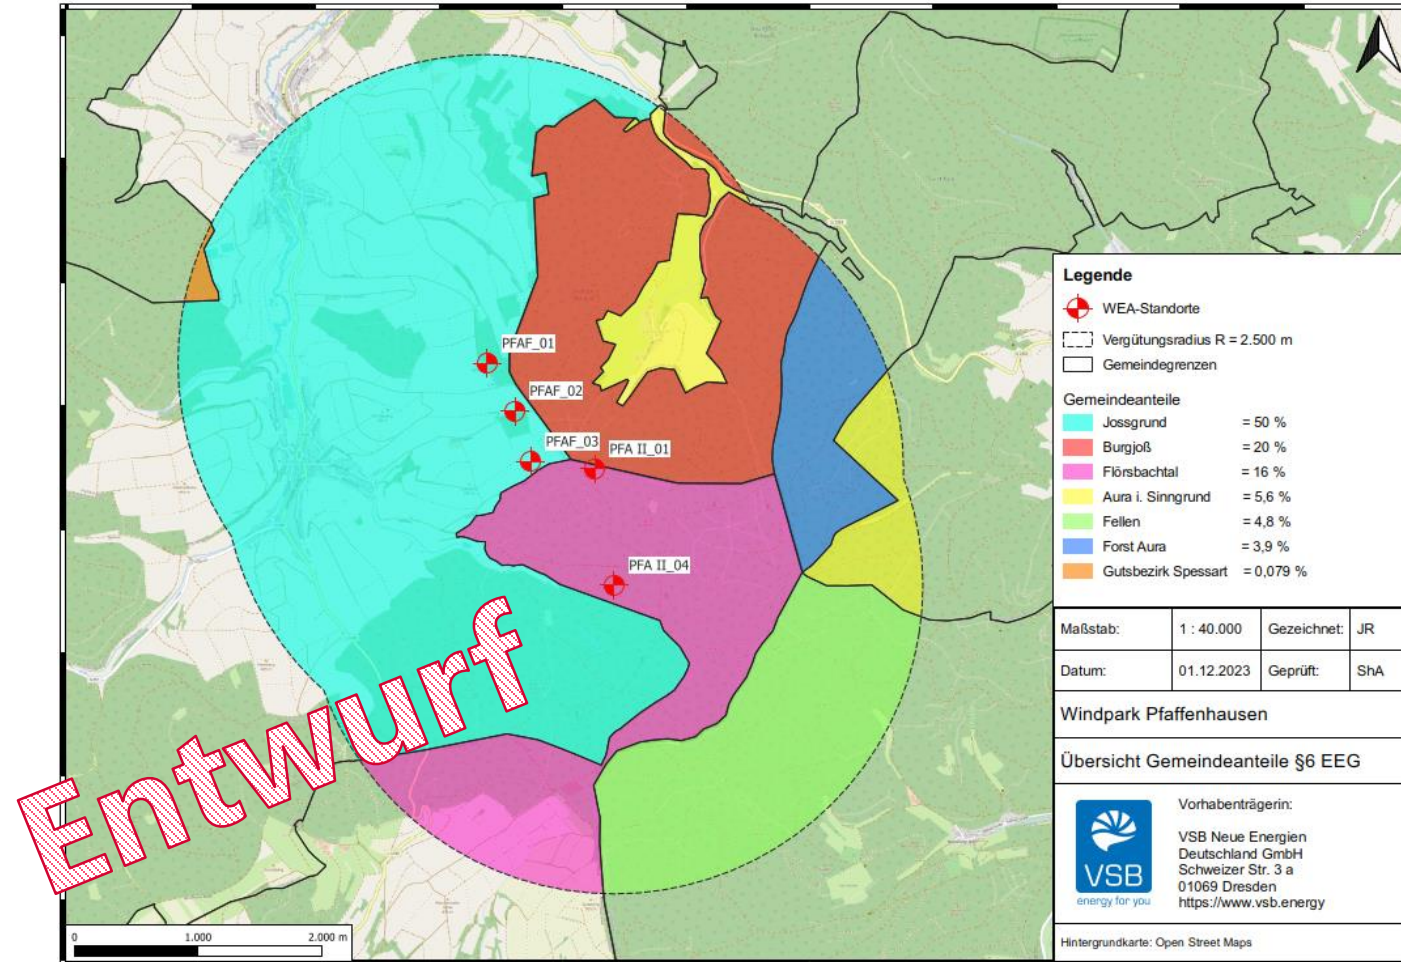 PFAF_01
PFAF_02
PFAF_03
PFA II_01
PFA II_04
Entwurf
0 1.000 2.000 m
Legende
WEA-Standorte
Vergütungsradius R = 2.500 m
Gemeindegrenzen
Gemeindeanteile
Jossgrund = 50 %
Burgjoß = 20 %
Flörsbachtal = 16 %
Aura i. Sinngrund = 5,6 %
Fellen = 4,8 %
Forst Aura = 3,9 %
Gutsbezirk Spessart = 0,079 %
Maßstab: 1 : 40.000 Gezeichnet: JR
Datum: 01.12.2023 Geprüft: ShA
Windpark Pfaffenhausen
Übersicht Gemeindeanteile §6 EEG
VSB
energy for you
Vorhabenträgerin:
VSB Neue Energien
Deutschland GmbH
Schweizer Str. 3 a
01069 Dresden
https://www.vsb.energy
Hintergrundkarte: Open Street Maps